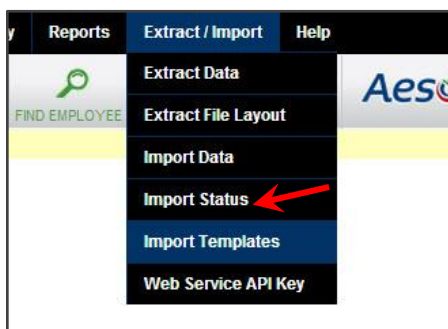 y Reports Extract / Import Help
Extract Data
FIND EMPLOYEE
Extract File Layout
Import Data
Import Status
Import Templates
Web Service API Key
Aes